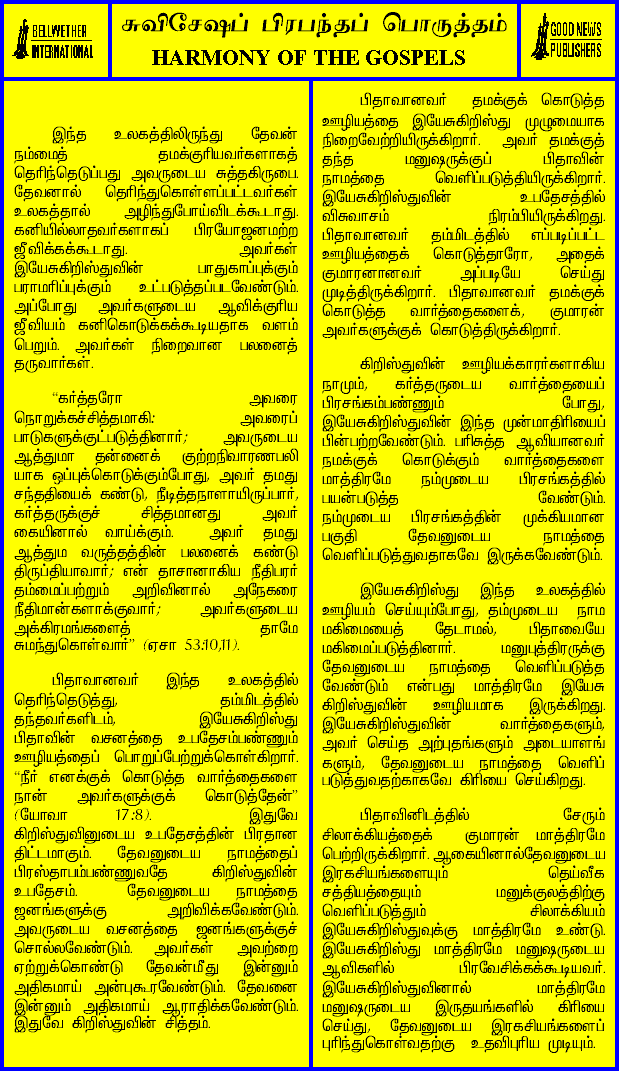 BELLWETHER
INTERNATIONAL
சுவிசேஷப் பிரபந்தப் பொருத்தம்
HARMONY OF THE GOSPELS
GOOD NEWS
PUBLISHERS
இந்த உலகத்திலிருந்து தேவன்
நம்மைத் தமக்குரியவர்களாகத்
தெரிந்தெடுப்பது அவருடைய சுத்தகிருபை.
தேவனால் தெரிந்துகொள்ளப்பட்டவர்கள்
உலகத்தால் அழிந்துபோய்விடக்கூடாது.
கனியில்லாதவர்களாகப் பிரயோஜனமற்ற
ஜீவிக்கக்கூடாது. அவர்கள்
இயேசுகிறிஸ்துவின் பாதுகாப்புக்கும்
பராமரிப்புக்கும் உட்படுத்தப்படவேண்டும்.
அப்போது அவர்களுடைய ஆவிக்குரிய
ஜீவியம் கனிகொடுக்கக்கூடியதாக வளம்
பெறும். அவர்கள் நிறைவான பலனைத்
தருவார்கள்.
“கர்த்தரோ அவரை
நொறுக்கச்சித்தமாகி; அவரைப்
பாடுகளுக்குட்படுத்தினார்; அவருடைய
ஆத்துமா தன்னைக் குற்றநிவாரணபலி
யாக ஒப்புக்கொடுக்கும்போது, அவர் தமது
சந்ததியைக் கண்டு, நீடித்தநாளாயிருப்பார்,
கர்த்தருக்குச் சித்தமானது அவர்
கையினால் வாய்க்கும். அவர் தமது
ஆத்தும வருத்தத்தின் பலனைக் கண்டு
திருப்தியாவார்; என் தாசனாகிய நீதிபரர்
தம்மைப்பற்றும் அறிவினால் அநேகரை
நீதிமான்களாக்குவார்; அவர்களுடைய
அக்கிரமங்களைத் தாமே
சுமந்துகொள்வார்” (ஏசா 53:10,11).
பிதாவானவர் இந்த உலகத்தில்
தெரிந்தெடுத்து, தம்மிடத்தில்
தந்தவர்களிடம், இயேசுகிறிஸ்து
பிதாவின் வசனத்தை உபதேசம்பண்ணும்
ஊழியத்தைப் பொறுப்பேற்றுக்கொள்கிறார்.
“நீர் எனக்குக் கொடுத்த வார்த்தைகளை
நான் அவர்களுக்குக் கொடுத்தேன்”
(யோவா 17:8). இதுவே
கிறிஸ்துவினுடைய உபதேசத்தின் பிரதான
திட்டமாகும். தேவனுடைய நாமத்தைப்
பிரஸ்தாபம்பண்ணுவதே கிறிஸ்துவின்
உபதேசம். தேவனுடைய நாமத்தை
ஜனங்களுக்கு அறிவிக்கவேண்டும்.
அவருடைய வசனத்தை ஜனங்களுக்குச்
சொல்லவேண்டும். அவர்கள் அவற்றை
ஏற்றுக்கொண்டு தேவன்மீது இன்னும்
அதிகமாய் அன்புகூரவேண்டும். தேவனை
இன்னும் அதிகமாய் ஆராதிக்கவேண்டும்.
இதுவே கிறிஸ்துவின் சித்தம்.
பிதாவானவர் தமக்குக் கொடுத்த
ஊழியத்தை இயேசுகிறிஸ்து முழுமையாக
நிறைவேற்றியிருக்கிறார். அவர் தமக்குத்
தந்த மனுஷருக்குப் பிதாவின்
நாமத்தை வெளிப்படுத்தியிருக்கிறார்.
இயேசுகிறிஸ்துவின் உபதேசத்தில்
விசுவாசம் நிரம்பியிருக்கிறது.
பிதாவானவர் தம்மிடத்தில் எப்படிப்பட்ட
ஊழியத்தைக் கொடுத்தாரோ, அதைக்
குமாரனானவர் அப்படியே செய்து
முடித்திருக்கிறார். பிதாவானவர் தமக்குக்
கொடுத்த வார்த்தைகளைக், குமாரன்
அவர்களுக்குக் கொடுத்திருக்கிறார்.
கிறிஸ்துவின் ஊழியக்காரர்களாகிய
நாமும், கர்த்தருடைய வார்த்தையைப்
பிரசங்கம்பண்ணும் போது,
இயேசுகிறிஸ்துவின் இந்த முன்மாதிரியைப்
பின்பற்றவேண்டும். பரிசுத்த ஆவியானவர்
நமக்குக் கொடுக்கும் வார்த்தைகளை
மாத்திரமே நம்முடைய பிரசங்கத்தில்
பயன்படுத்த வேண்டும்.
நம்முடைய பிரசங்கத்தின் முக்கியமான
பகுதி தேவனுடைய நாமத்தை
வெளிப்படுத்துவதாகவே இருக்கவேண்டும்.
இயேசுகிறிஸ்து இந்த உலகத்தில்
ஊழியம் செய்யும்போது, தம்முடைய நாம
மகிமையைத் தேடாமல், பிதாவையே
மகிமைப்படுத்தினார். மனுபுத்திரருக்கு
தேவனுடைய நாமத்தை வெளிப்படுத்த
வேண்டும் என்பது மாத்திரமே இயேசு
கிறிஸ்துவின் ஊழியமாக இருக்கிறது.
இயேசுகிறிஸ்துவின் வார்த்தைகளும்,
அவர் செய்த அற்புதங்களும் அடையாளங்
களும், தேவனுடைய நாமத்தை வெளிப்
படுத்துவதற்காகவே கிரியை செய்கிறது.
பிதாவினிடத்தில் சேரும்
சிலாக்கியத்தைக் குமாரன் மாத்திரமே
பெற்றிருக்கிறார். ஆகையினால்தேவனுடைய
இரகசியங்களையும் தெய்வீக
சத்தியத்தையும் மனுக்குலத்திற்கு
வெளிப்படுத்தும் சிலாக்கியம்
இயேசுகிறிஸ்துவுக்கு மாத்திரமே உண்டு.
இயேசுகிறிஸ்து மாத்திரமே மனுஷருடைய
ஆவிகளில் பிரவேசிக்கக்கூடியவர்.
இயேசுகிறிஸ்துவினால் மாத்திரமே
மனுஷருடைய இருதயங்களில் கிரியை
செய்து, தேவனுடைய இரகசியங்களைப்
புரிந்துகொள்வதற்கு உதவிபுரிய முடியும்.